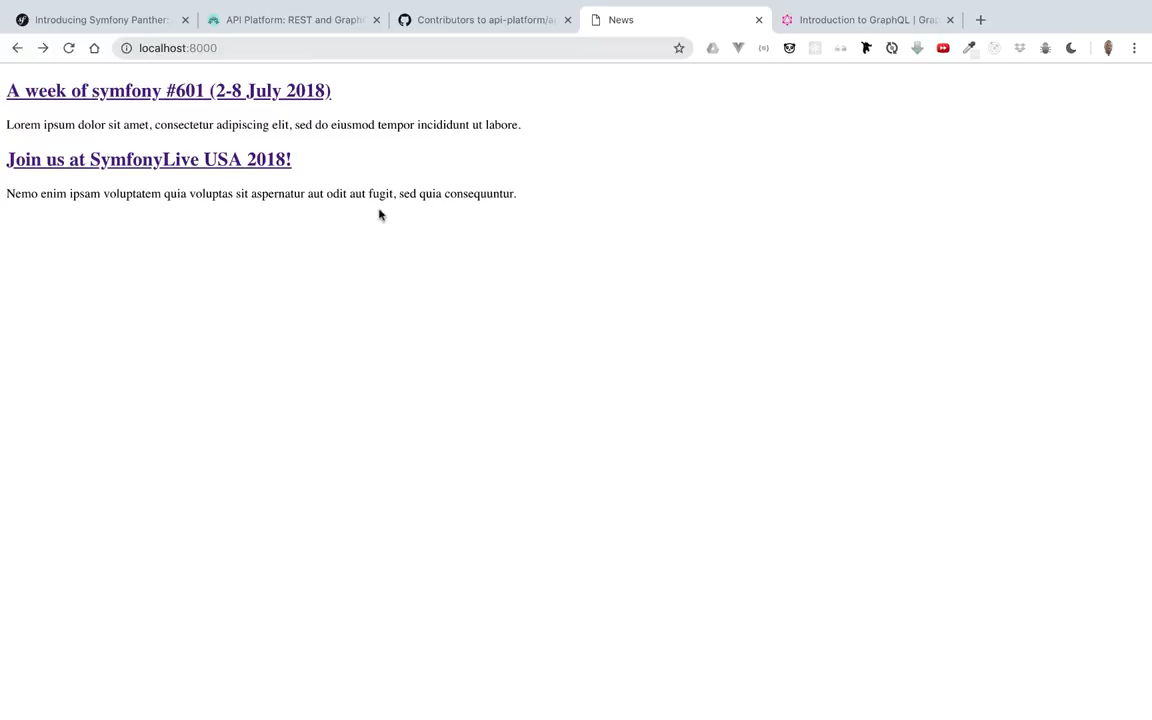 Introducing Symfony Panther:
API Platform: REST and Graph
Contributors to api-platform/a
News
Introduction to GraphQL | Gra
localhost:8000
A week of symfony #601 (2-8 July 2018)
Lorem ipsum dolor sit amet, consectetur adipiscing elit, sed do eiusmod tempor incididunt ut labore.
Join us at SymfonyLive USA 2018!
Nemo enim ipsam voluptatem quia voluptas sit aspernatur aut odit aut fugit, sed quia consequuntur.